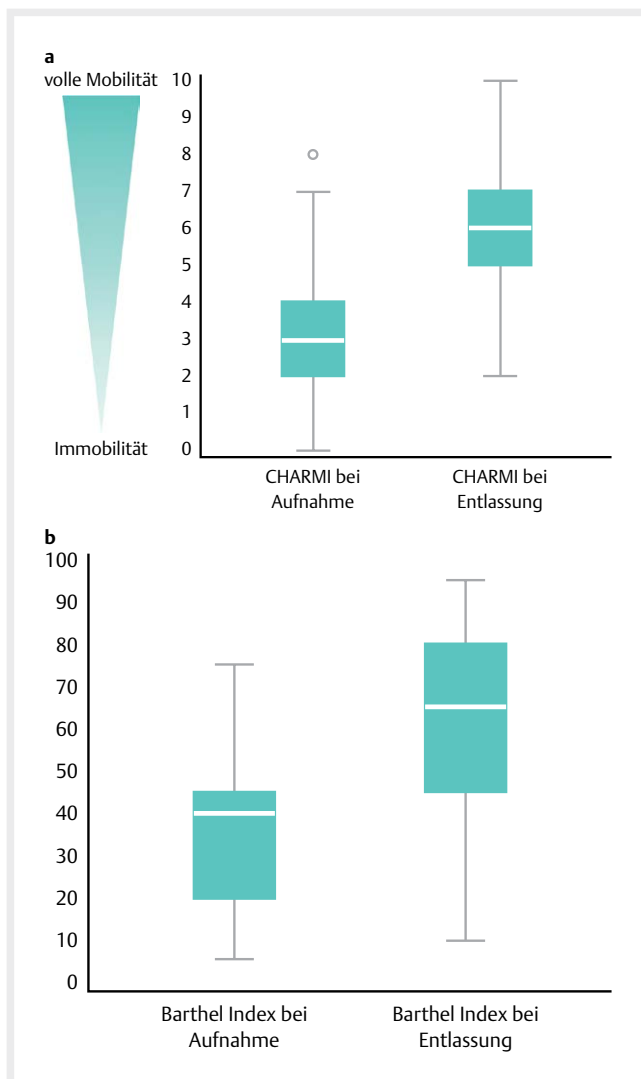 a
volle Mobilität
10
9
8
7
6
5
4
3
2
1
0
Immobilität
CHARMI bei
Aufnahme
CHARMI bei
Entlassung
b
100
90
80
70
60
50
40
30
20
10
0
Barthel Index bei
Aufnahme
Barthel Index bei
Entlassung